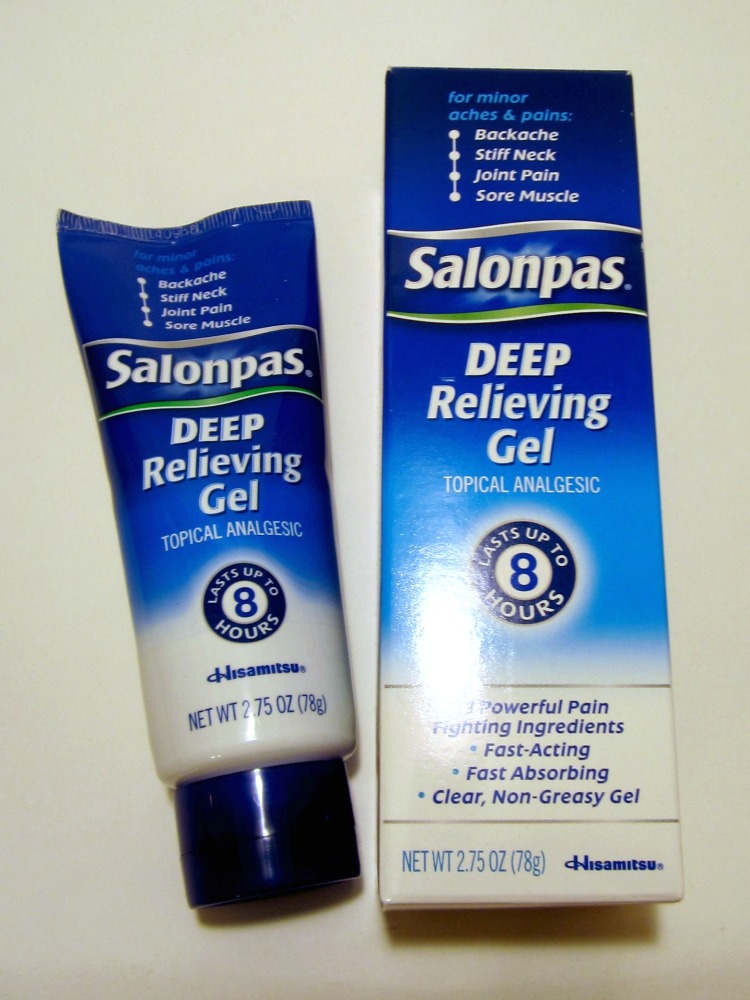 for minor
aches & pains:
Backache
Stiff Neck
Joint Pain
Sore Muscle
Salonpas®
DEEP
Relieving
Gel
TOPICAL ANALGESIC
LASTS UP TO
8
HOURS
Hisamitsu®
NET WT 2.75 OZ (78g)
for minor
aches & pains:
Backache
Stiff Neck
Joint Pain
Sore Muscle
Salonpas®
DEEP
Relieving
Gel
TOPICAL ANALGESIC
LASTS UP TO
8
HOURS
3 Powerful Pain
Fighting Ingredients
• Fast-Acting
• Fast Absorbing
• Clear, Non-Greasy Gel
NET WT 2.75 OZ (78g) Hisamitsu®